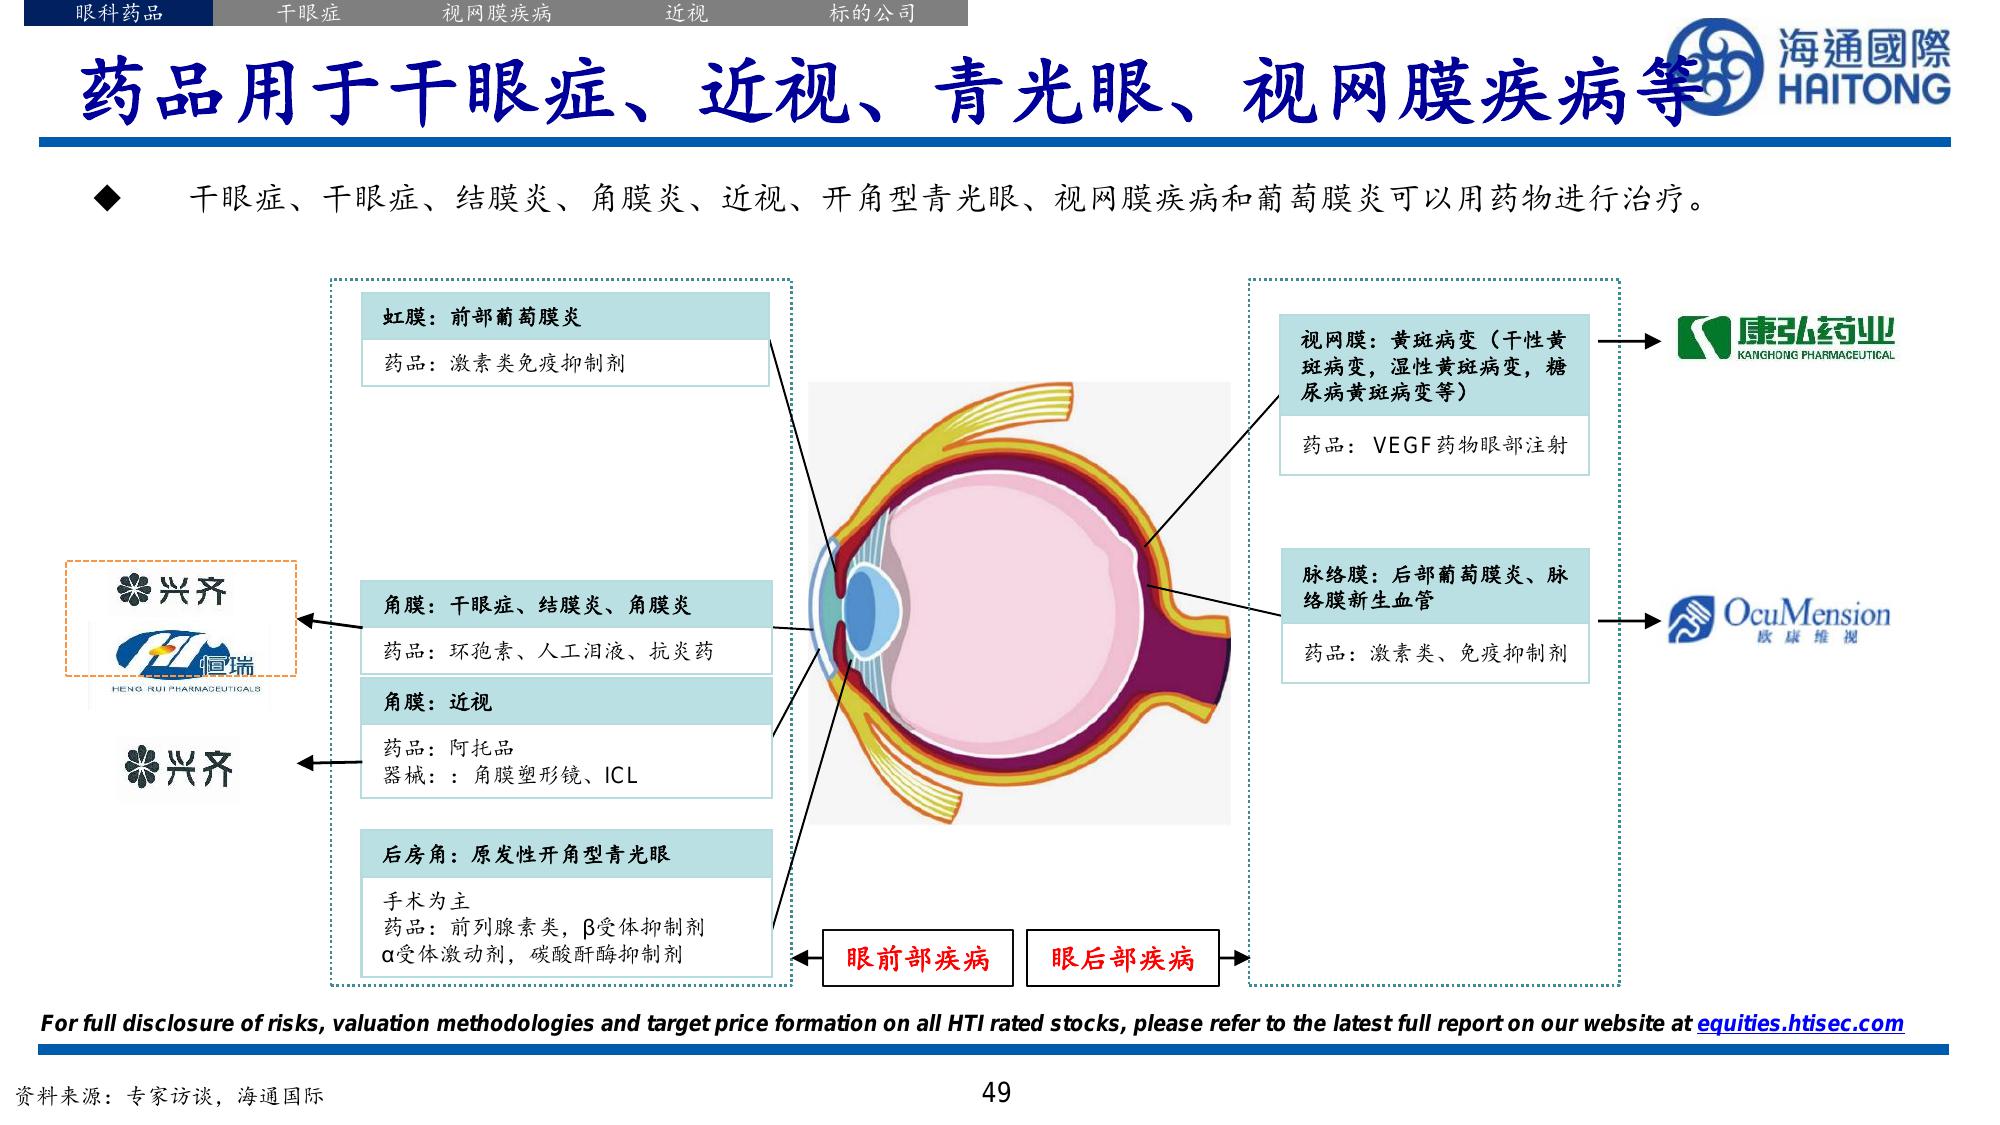 眼科药品 干眼症 视网膜疾病 近视 标的公司
海通國際
HAITONG
药品用于干眼症、近视、青光眼、视网膜疾病等
◆ 干眼症、干眼症、结膜炎、角膜炎、近视、开角型青光眼、视网膜疾病和葡萄膜炎可以用药物进行治疗。
虹膜：前部葡萄膜炎
药品：激素类免疫抑制剂
角膜：干眼症、结膜炎、角膜炎
药品：环孢素、人工泪液、抗炎药
角膜：近视
药品：阿托品
器械：：角膜塑形镜、ICL
后房角：原发性开角型青光眼
手术为主
药品：前列腺素类，β受体抑制剂
α受体激动剂，碳酸酐酶抑制剂
兴齐
恒瑞
HENG RUI PHARMACEUTICALS
兴齐
视网膜：黄斑病变（干性黄
斑病变，湿性黄斑病变，糖
尿病黄斑病变等）
药品： VEGF药物眼部注射
脉络膜：后部葡萄膜炎、脉
络膜新生血管
药品：激素类、免疫抑制剂
康弘药业
KANGHONG PHARMACEUTICAL
OcuMension
欧康维视
眼前部疾病
眼后部疾病
For full disclosure of risks, valuation methodologies and target price formation on all HTI rated stocks, please refer to the latest full report on our website at equities.htisec.com
资料来源：专家访谈，海通国际
49